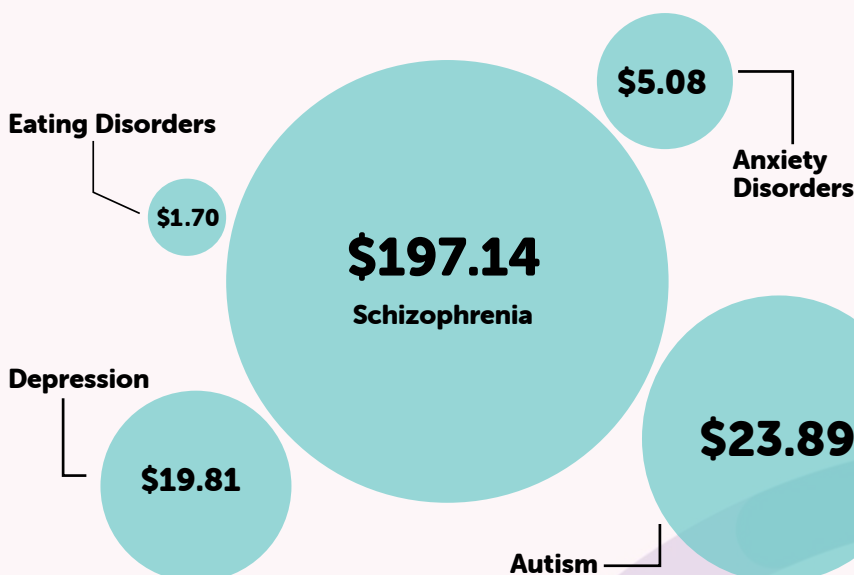 $5.08
Anxiety
Disorders
Eating Disorders
$1.70
$197.14
Schizophrenia
Depression
$19.81
$23.89
Autism